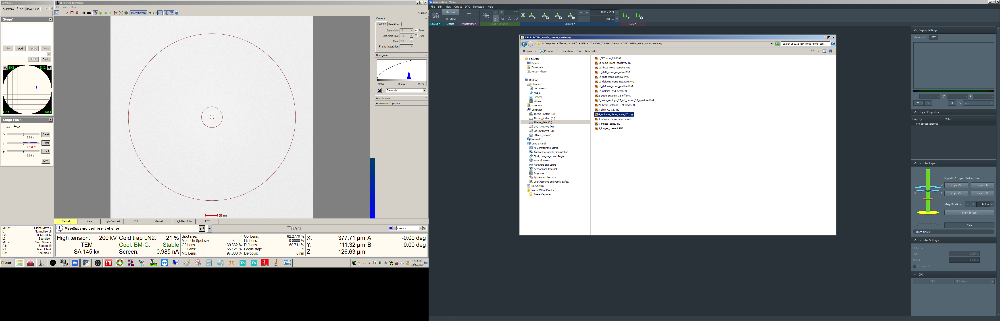 Workset
Alignments Stage Beam/Tune STI
Stage*
Go Add Update Delete
Find Tracks
SX1 SX2
SX4 SX3
Stage Piezo
State: Ready
X Reset
0.00 %
Y Reset
87.41 %
Z Reset
0.00 %
Stop
MF X: Piezo Move X
L1: Normalize all
L2: TEM/STEM
L3: Spotsize -
MF Y: Piezo Move Y
R1: Screen lift
R2: Beam Blank
R3: Spotsize +
TEM User Interface
File Mode Help
Insert Screen
Close
20 nm
Camera
Settings Bias & Gain
Sensitivity: 12 Auto
Exp. time [ms]: 100 Dual
Gain: 2.8
Frame integration: 1
Histogram
0.000 γ: 2.22 0.770
Greyscale
Adjustments
Annotation Properties
Natural Linear High Contrast HDR Manual High Resolution FFT
PiezoStage approaching end of range
TITAN
- None -
High tension: 200 kV Cold trap LN2: 21 %
TEM Cool. BM-C: Stable
SA 145 kx Screen: 0.985 nA
Spot size: 4 Obj Lens: 82.2770 %
Monochr.Spot size: <= 11 Ltz Lens: 0.0000 %
C2 Lens: 39.332 % Dif Lens: 60.711 %
C3 Lens: 65.121 % Focus step: 1
MC Lens: 97.886 % Defocus: 0 nm
X: 377.71 µm A: -0.00 deg
Y: 111.32 µm B: 0.00 deg
Z: -126.63 µm
Start
Ve
To To
REMOTE
12:36 PM
12/12/2025
Ve Acquisition - Velox
File Edit View Optics DPC Detectors Help
TEM
STEM
0.0°
1024 x 1024
200 ms
Layout Optics Annotations Image Rotation Camera EDS
251212-TEM_mode_mono_centering
Computer Themis_data (E:) NGR 00 - SOPs_Tutorials_Demos 251212-TEM_mode_mono_centering
Search 251212-TEM_mode_mono_cen...
Organize Preview Slide show Print New folder
Favorites
Desktop
Downloads
Recent Places
Desktop
Libraries
Documents
Music
Pictures
Videos
supervisor
Computer
Themis_system (C:)
Themis_backup (D:)
Themis_data (E:)
DVD RW Drive (F:)
BD-ROM Drive (G:)
offload_data (Z:)
Network
Control Panel
All Control Panel Items
Appearance and Personalization
Clock, Language, and Region
Ease of Access
Hardware and Sound
Network and Internet
Programs
System and Security
User Accounts and Family Safety
Recycle Bin
MouseWithoutBorders
ScreenCaptures
1_FEG-mon_tab.PNG
1b_focus_mono_negative.PNG
1b_focus_mono_positive.PNG
1c_shift_mono_negative.PNG
1c_shift_mono_positive.PNG
1d_defocus_mono_negative.PNG
1d_defocus_mono_positive.PNG
1e_nothing_find_beam.PNG
2_beam_settings_C3_off.PNG
2_beam_settings_C3_off_center_C2_aperture.PNG
2b_beam_settings_TEM_mode.PNG
3_align_C2-C3.PNG
4_activate_piezo_move_XY.png
4_activate_piezo_move_Z.png
5_fringes_gone.PNG
5_fringes_present.PNG
Display Settings
Histogram FFT
γ
V gray
Object Properties
Property Value
No object selected
Detector Layout
SuperXG2: - cps -% dead time
1 2 - cps -% - cps -%
4 3 - cps -% - cps -%
Magnification 145 kx
Main Screen
Ceta
Beam active
Detector Settings
Detector
Gain 0.000 %
Offset 0.000 %
Scope tool
DPC
DPC DPC Only